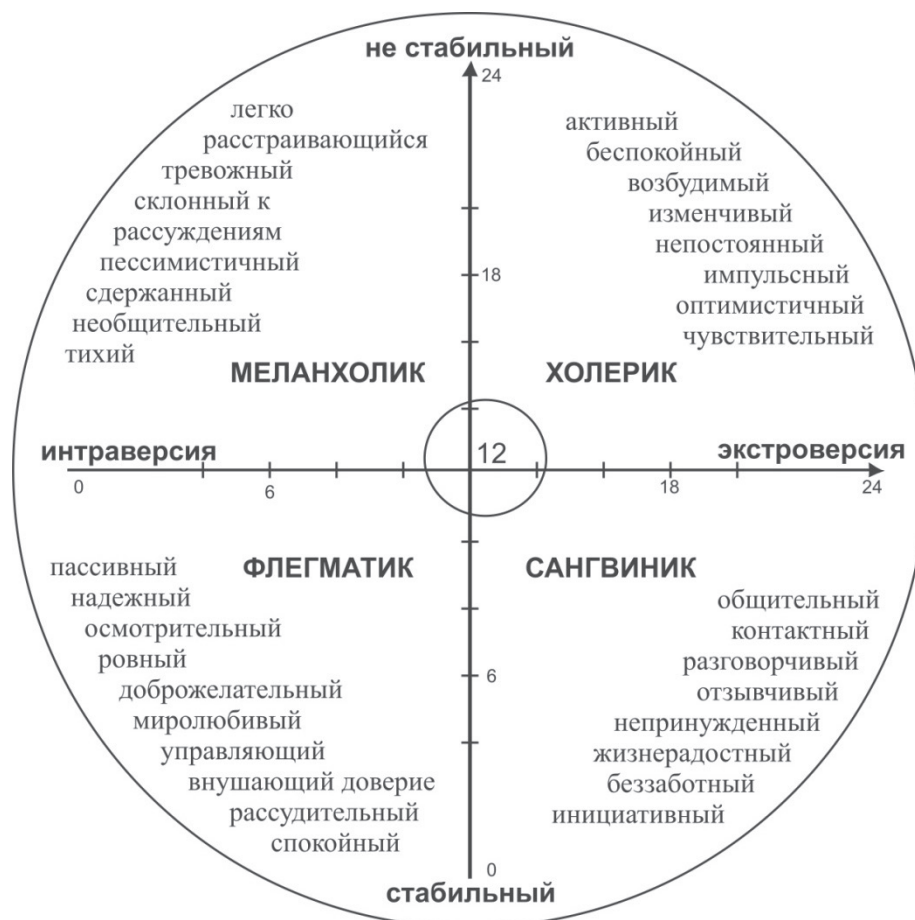 не стабильный
24
легко
расстраивающийся
тревожный
склонный к
рассуждениям
пессимистичный
сдержанный
необщительный
тихий
МЕЛАНХОЛИК
активный
беспокойный
возбудимый
изменчивый
непостоянный
18
импульсный
оптимистичный
чувствительный
ХОЛЕРИК
интраверсия
12
экстроверсия
0
6
18
24
ФЛЕГМАТИК
пассивный
надежный
осмотрительный
ровный
доброжелательный
миролюбивый
управляющий
внушающий доверие
рассудительный
спокойный
САНГВИНИК
общительный
контактный
разговорчивый
6
отзывчивый
непринужденный
жизнерадостный
беззаботный
инициативный
0
стабильный